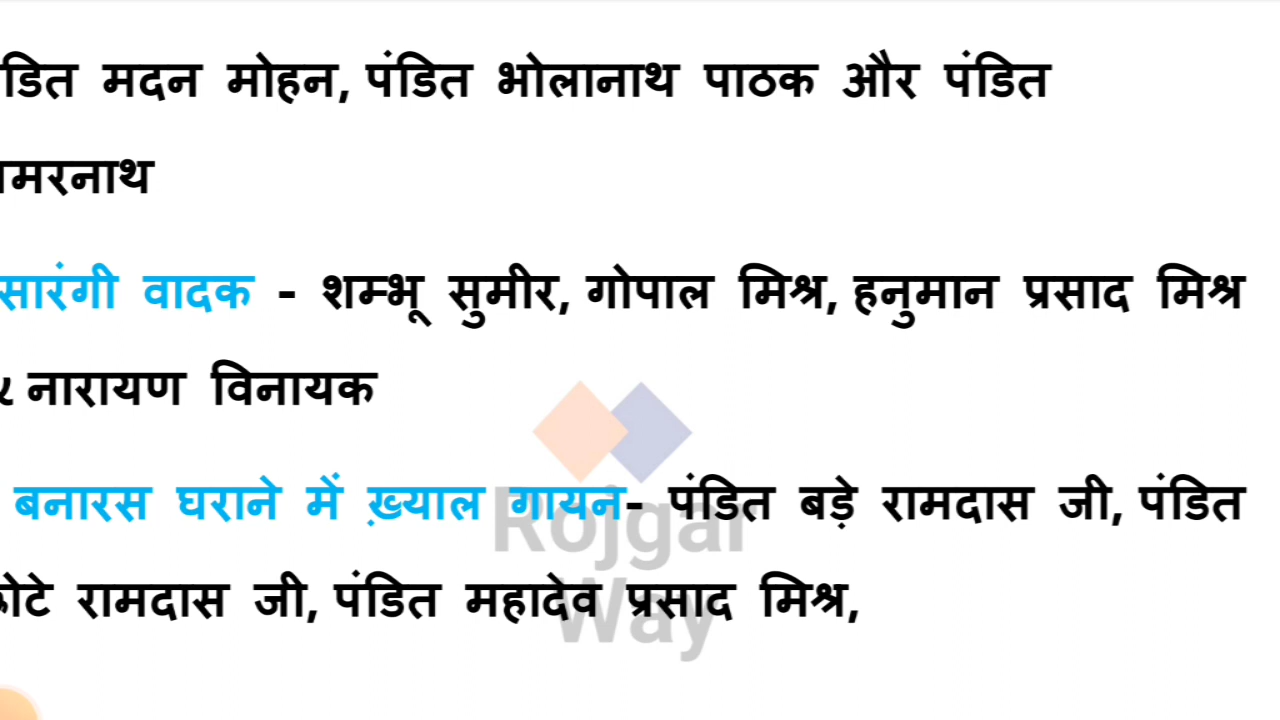 मदन मोहन, पंडित भोलानाथ पाठक और पंडित
सारंगी वादक - शम्भू सुमीर, गोपाल मिश्र, हनुमान प्रसाद मिश्र
नारायण विनायक
बनारस घराने में ख़्याल गायन- पंडित बड़े रामदास जी, पंडित
रामदास जी, पंडित महादेव प्रसाद मिश्र,
Rojgar
Way